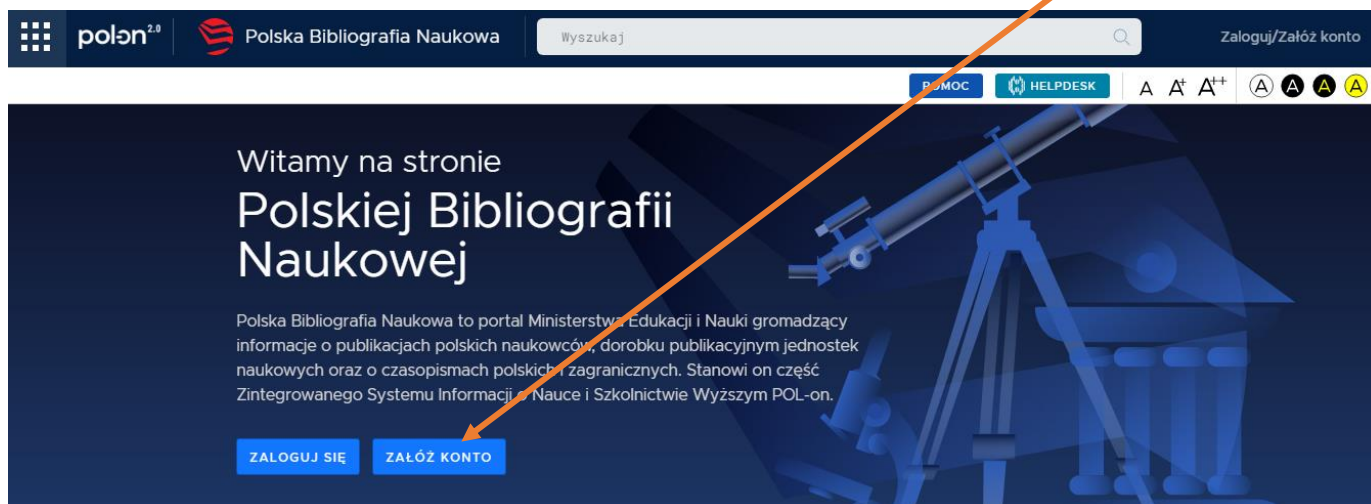 polon 2.0 Polska Bibliografia Naukowa Wyszukaj Zaloguj/Załóż konto
POMOC HELPDESK A A+ A++ A A A A
Witamy na stronie
Polskiej Bibliografii
Naukowej
Polska Bibliografia Naukowa to portal Ministerstwa Edukacji i Nauki gromadzący
informacje o publikacjach polskich naukowców, dorobku publikacyjnym jednostek
naukowych oraz o czasopismach polskich i zagranicznych. Stanowi on część
Zintegrowanego Systemu Informacji o Nauce i Szkolnictwie Wyższym POL-on.
ZALOGUJ SIĘ ZAŁÓŻ KONTO